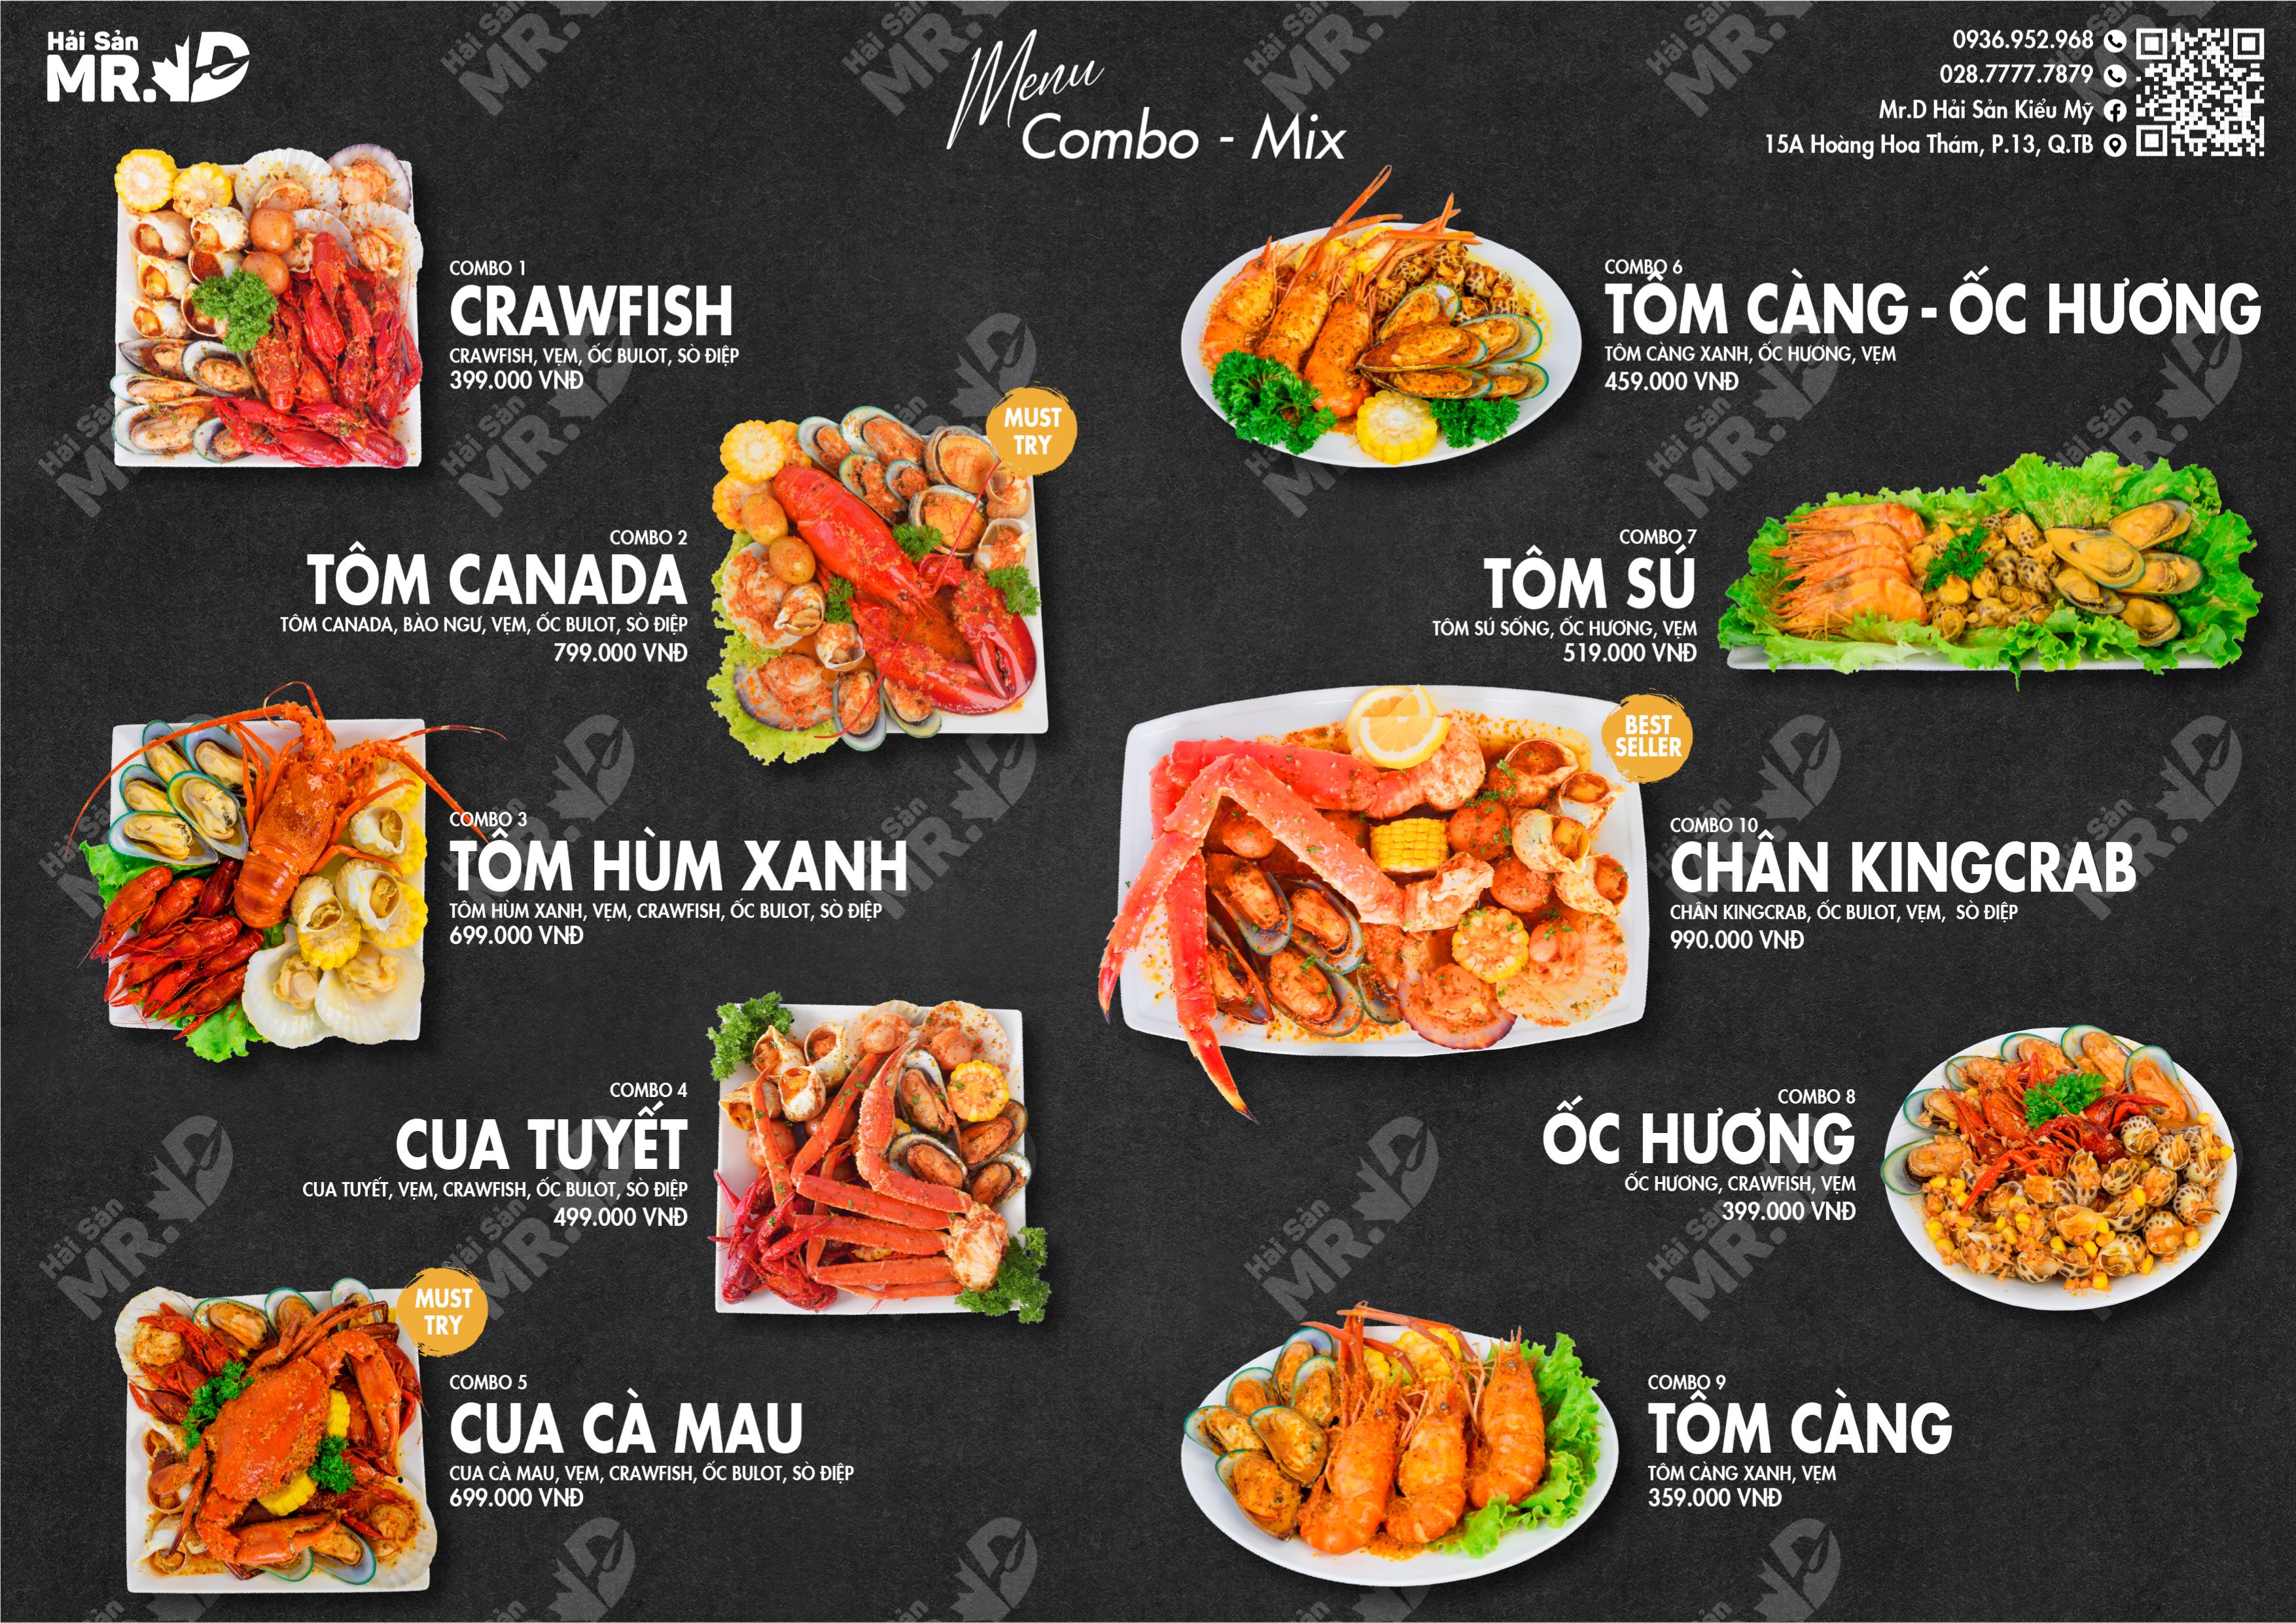 Hải Sản
MR.D
Menu
Combo - Mix
0936.952.968
028.7777.7879
Mr.D Hải Sản Kiểu Mỹ
15A Hoàng Hoa Thám, P.13, Q.TB
COMBO 1
CRAWFISH
CRAWFISH, VẸM, ỐC BULOT, SÒ ĐIỆP
399.000 VNĐ
MUST
TRY
COMBO 2
TÔM CANADA
TÔM CANADA, BÀO NGƯ, VẸM, ỐC BULOT, SÒ ĐIỆP
799.000 VNĐ
COMBO 3
TÔM HÙM XANH
TÔM HÙM XANH, VẸM, CRAWFISH, ỐC BULOT, SÒ ĐIỆP
699.000 VNĐ
COMBO 4
CUA TUYẾT
CUA TUYẾT, VẸM, CRAWFISH, ỐC BULOT, SÒ ĐIỆP
499.000 VNĐ
MUST
TRY
COMBO 5
CUA CÀ MAU
CUA CÀ MAU, VẸM, CRAWFISH, ỐC BULOT, SÒ ĐIỆP
699.000 VNĐ
COMBO 6
TÔM CÀNG - ỐC HƯƠNG
TÔM CÀNG XANH, ỐC HƯƠNG, VẸM
459.000 VNĐ
COMBO 7
TÔM SÚ
TÔM SÚ SỐNG, ỐC HƯƠNG, VẸM
519.000 VNĐ
BEST
SELLER
COMBO 10
CHÂN KINGCRAB
CHÂN KINGCRAB, ỐC BULOT, VẸM, SÒ ĐIỆP
990.000 VNĐ
COMBO 8
ỐC HƯƠNG
ỐC HƯƠNG, CRAWFISH, VẸM
399.000 VNĐ
COMBO 9
TÔM CÀNG
TÔM CÀNG XANH, VẸM
359.000 VNĐ